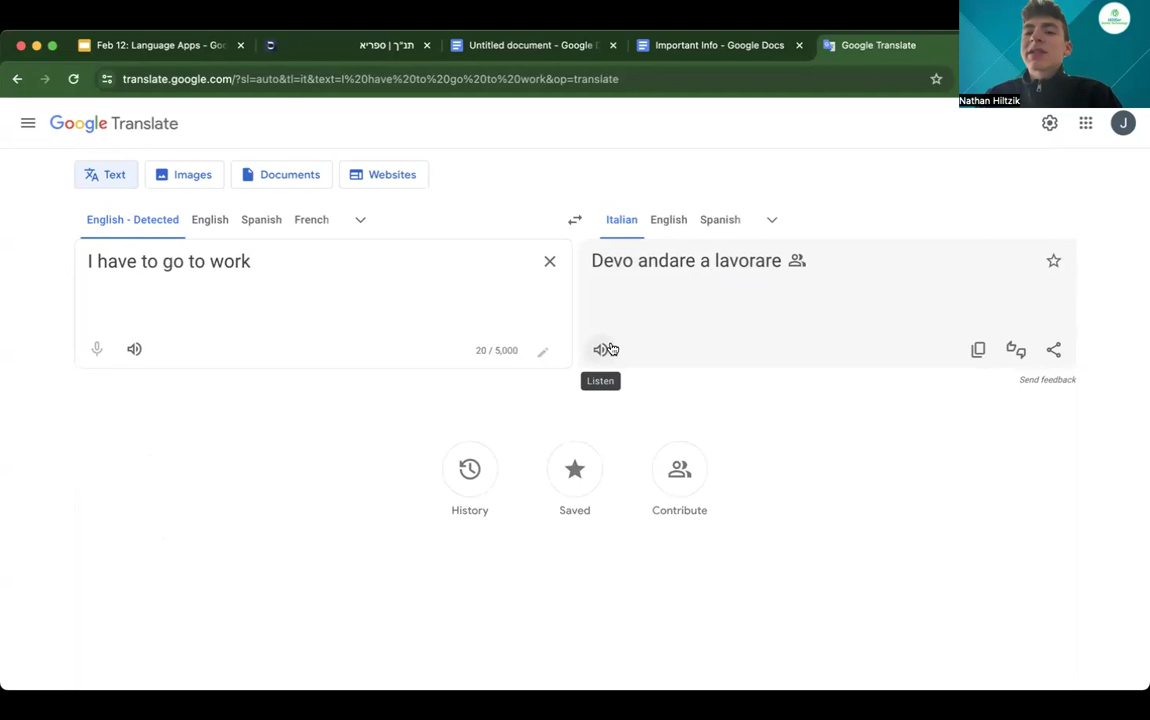 Feb 12: Language Apps - Goo
תנ"ך | ספריא
Untitled document - Google D
Important Info - Google Docs
Google Translate
translate.google.com/?sl=auto&tl=it&text=I%20have%20to%20go%20to%20work&op=translate
Nathan Hiltzik
Google Translate
J
Text
Images
Documents
Websites
English - Detected
English
Spanish
French
Italian
English
Spanish
I have to go to work
Devo andare a lavorare
20 / 5,000
Listen
Send feedback
History
Saved
Contribute